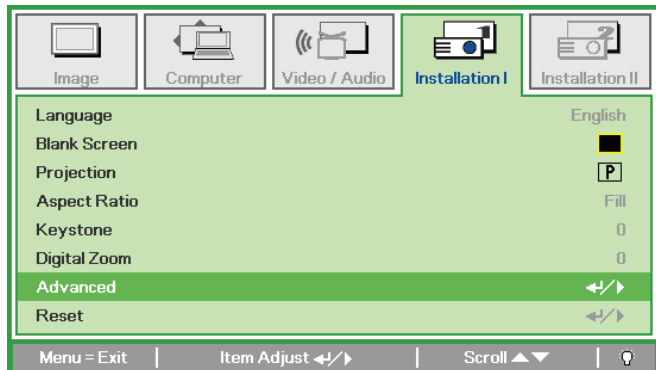 Image Computer Video / Audio Installation I Installation II
Language English
Blank Screen
Projection P
Aspect Ratio Fill
Keystone 0
Digital Zoom 0
Advanced
Reset
Menu = Exit | Item Adjust | Scroll |